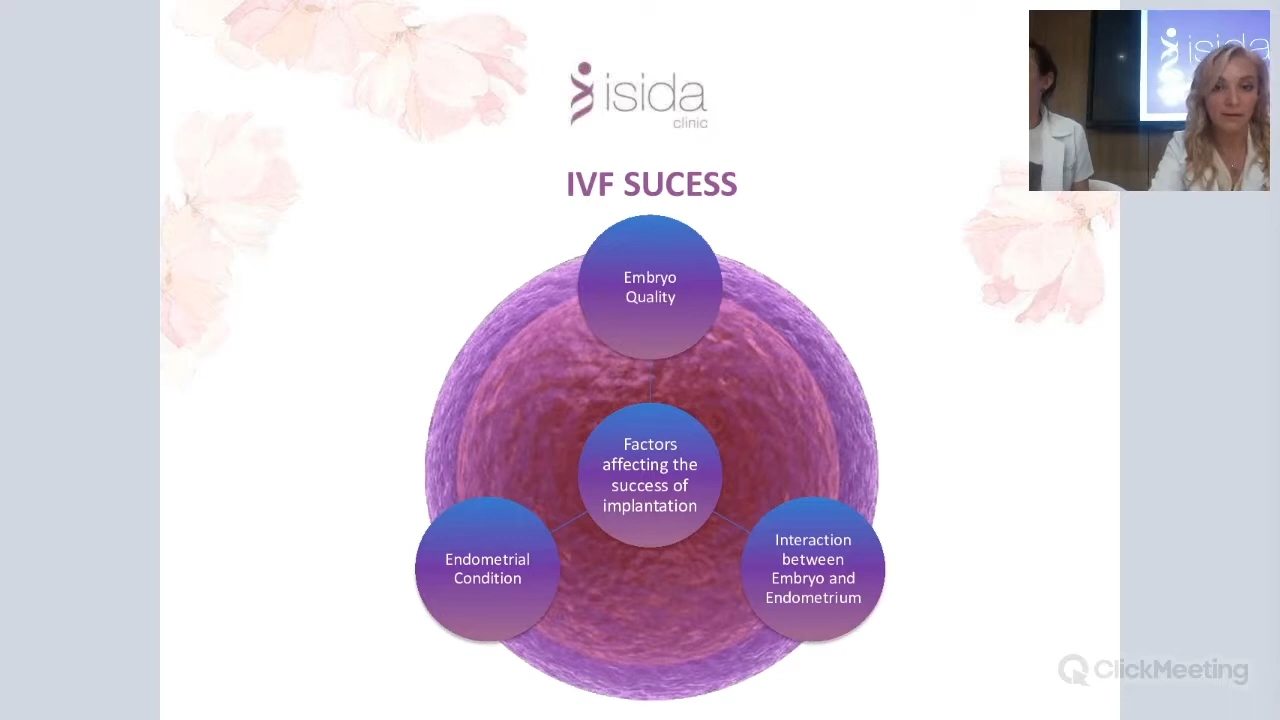 isida
clinic
isida
IVF SUCESS
Embryo
Quality
Factors
affecting the
success of
implantation
Endometrial
Condition
Interaction
between
Embryo and
Endometrium
ClickMeeting